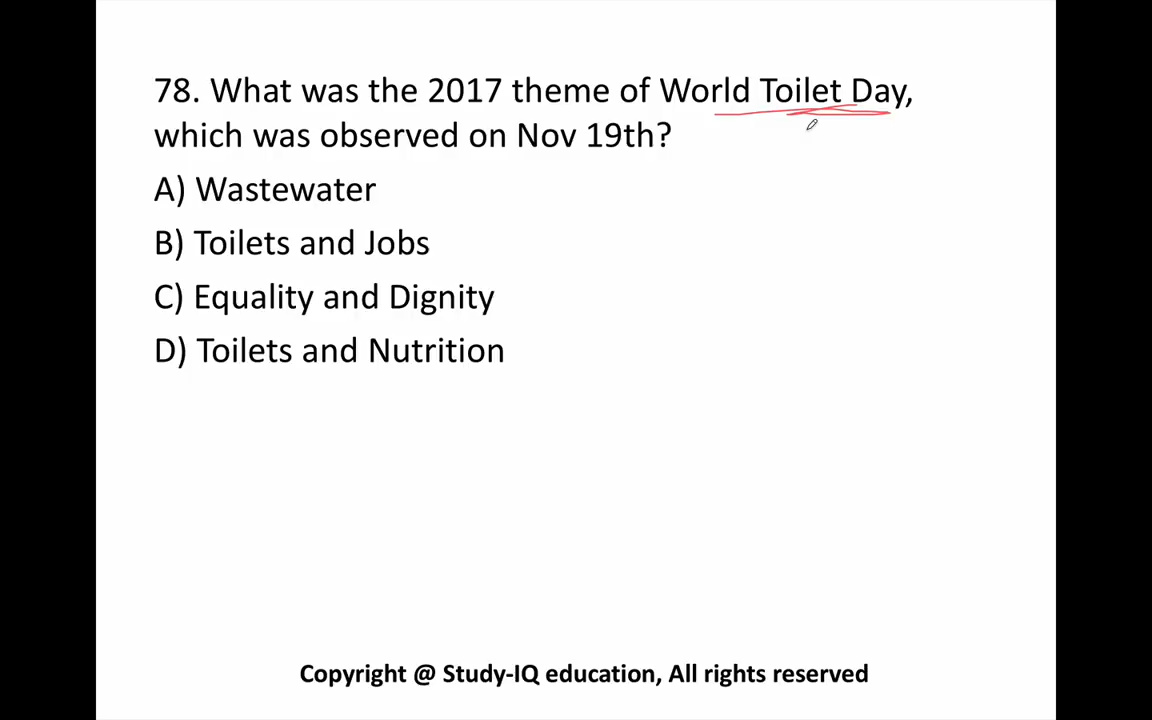 78. What was the 2017 theme of World Toilet Day,
which was observed on Nov 19th?
A) Wastewater
B) Toilets and Jobs
C) Equality and Dignity
D) Toilets and Nutrition
Copyright @ Study-IQ education, All rights reserved